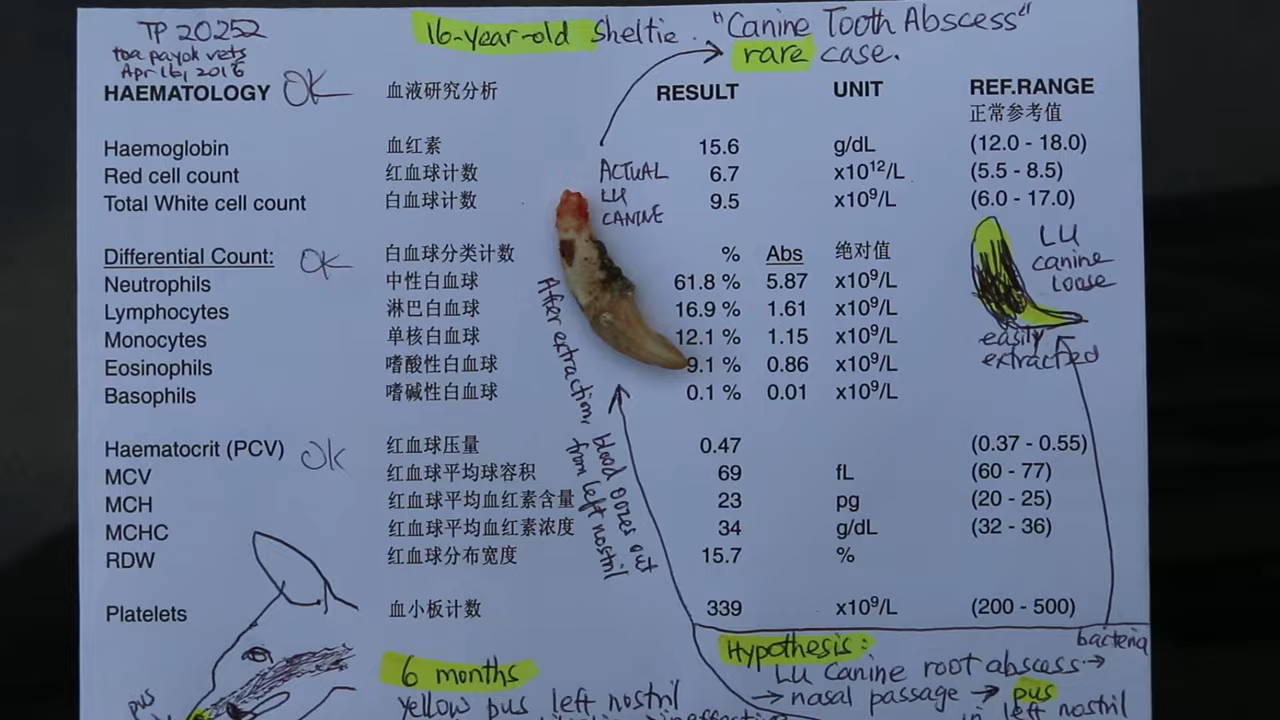 TP 20252
toa payoh vets
Apr 16, 2016
16-year-old Sheltie. "Canine Tooth Abscess"
rare case.
HAEMATOLOGY OK 血液研究分析 RESULT UNIT REF.RANGE
正常参考值
Haemoglobin 血红素 15.6 g/dL (12.0 - 18.0)
Red cell count 红血球计数 6.7 x10¹²/L (5.5 - 8.5)
Total White cell count 白血球计数 9.5 x10⁹/L (6.0 - 17.0)
ACTUAL
LU
CANINE
Differential Count: OK 白血球分类计数 % Abs 绝对值
Neutrophils 中性白血球 61.8 % 5.87 x10⁹/L
Lymphocytes 淋巴白血球 16.9 % 1.61 x10⁹/L
Monocytes 单核白血球 12.1 % 1.15 x10⁹/L
Eosinophils 嗜酸性白血球 9.1 % 0.86 x10⁹/L
Basophils 嗜碱性白血球 0.1 % 0.01 x10⁹/L
LU
canine
loose
easily
extracted
After extraction, blood oozes out
from left nostril
Haematocrit (PCV) OK 红血球压量 0.47 (0.37 - 0.55)
MCV 红血球平均球容积 69 fL (60 - 77)
MCH 红血球平均血红素含量 23 pg (20 - 25)
MCHC 红血球平均血红素浓度 34 g/dL (32 - 36)
RDW 红血球分布宽度 15.7 %
Platelets 血小板计数 339 x10⁹/L (200 - 500)
bacteria
Hypothesis:
LU Canine root abscess →
→ nasal passage → pus
in left nostril
6 months
yellow pus left nostril
pus